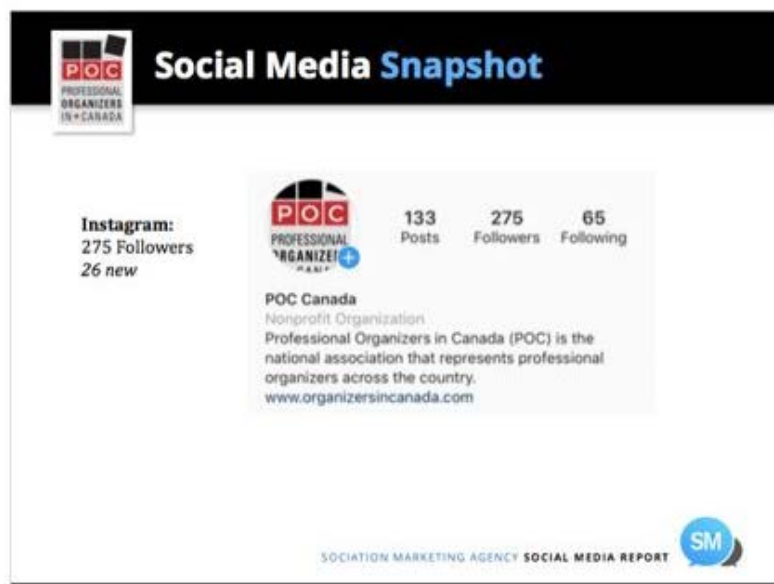 Social Media Snapshot
POC
PROFESSIONAL
ORGANIZERS
IN CANADA
Instagram:
275 Followers
26 new
POC
PROFESSIONAL
133 275 65
Posts Followers Following
POC Canada
Nonprofit Organization
Professional Organizers in Canada (POC) is the
national association that represents professional
organizers across the country.
www.organizersincanada.com
SOCIATION MARKETING AGENCY SOCIAL MEDIA REPORT
SM